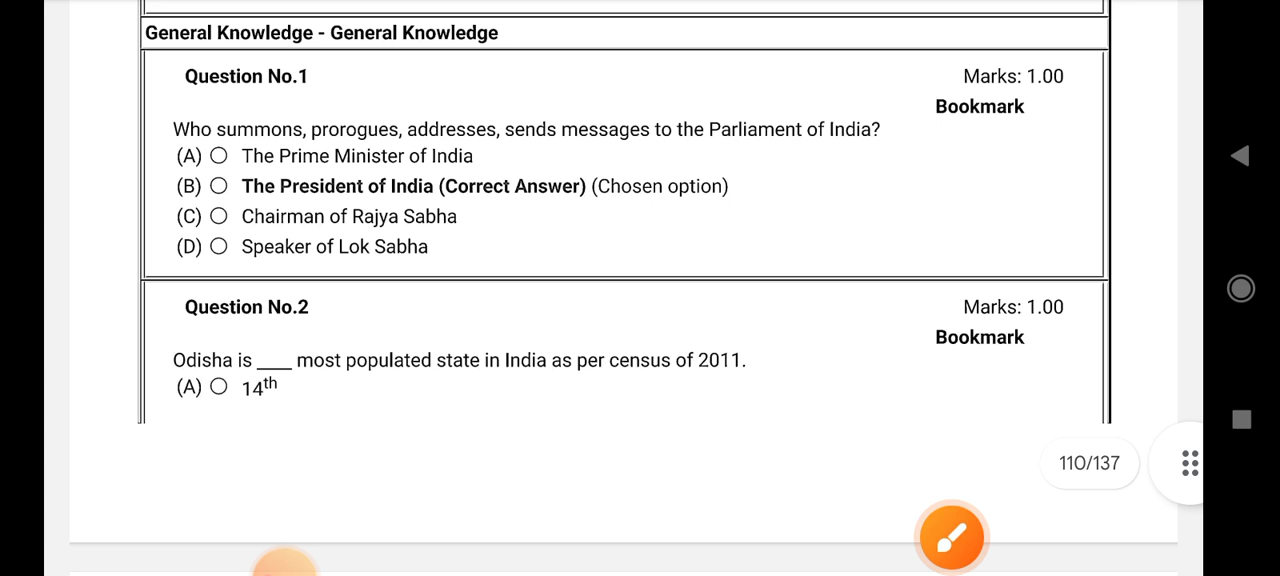 General Knowledge - General Knowledge
Question No.1 Marks: 1.00
Bookmark
Who summons, prorogues, addresses, sends messages to the Parliament of India?
(A) The Prime Minister of India
(B) The President of India (Correct Answer) (Chosen option)
(C) Chairman of Rajya Sabha
(D) Speaker of Lok Sabha
Question No.2 Marks: 1.00
Bookmark
Odisha is ___ most populated state in India as per census of 2011.
(A) 14th
110/137